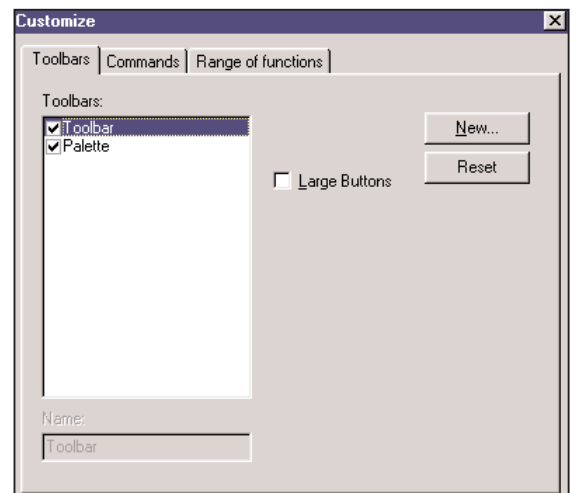 Customize
Toolbars Commands Range of functions
Toolbars:
Toolbar
Palette
New...
Reset
Large Buttons
Name:
Toolbar